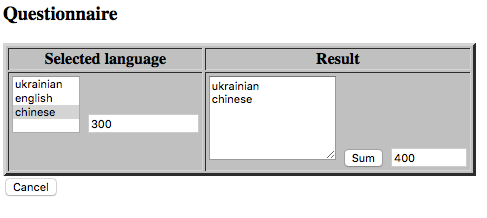 Questionnaire
Selected language
Result
ukrainian
english
chinese
300
ukrainian
chinese
Sum
400
Cancel